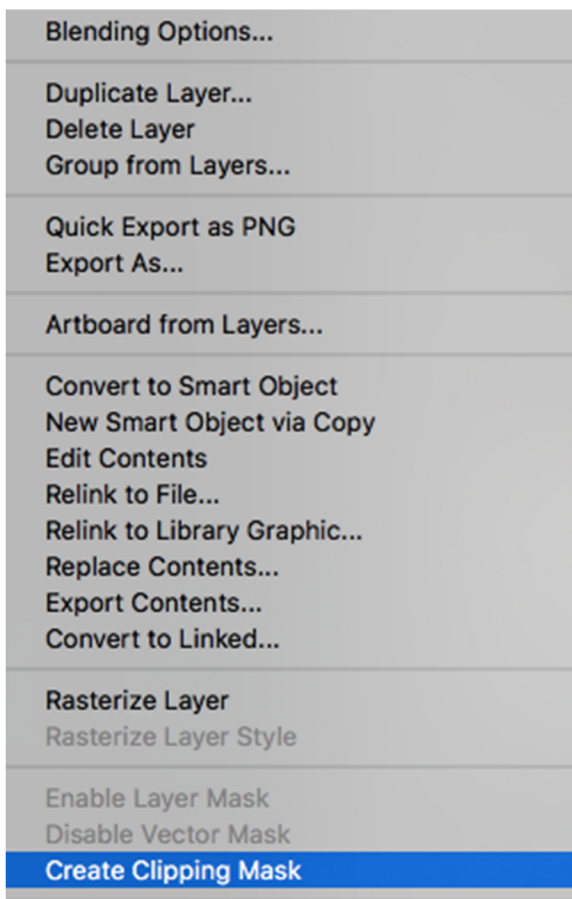 Blending Options...
Duplicate Layer...
Delete Layer
Group from Layers...
Quick Export as PNG
Export As...
Artboard from Layers...
Convert to Smart Object
New Smart Object via Copy
Edit Contents
Relink to File...
Relink to Library Graphic...
Replace Contents...
Export Contents...
Convert to Linked...
Rasterize Layer
Rasterize Layer Style
Enable Layer Mask
Disable Vector Mask
Create Clipping Mask